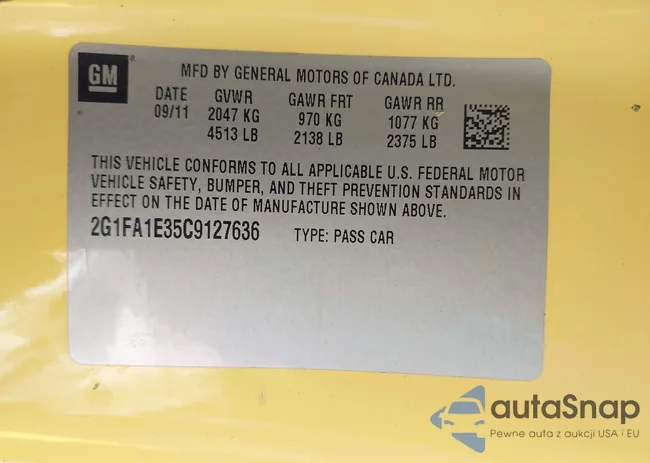 GM
MFD BY GENERAL MOTORS OF CANADA LTD.
DATE GVWR GAWR FRT GAWR RR
09/11 2047 KG 970 KG 1077 KG
4513 LB 2138 LB 2375 LB
THIS VEHICLE CONFORMS TO ALL APPLICABLE U.S. FEDERAL MOTOR
VEHICLE SAFETY, BUMPER, AND THEFT PREVENTION STANDARDS IN
EFFECT ON THE DATE OF MANUFACTURE SHOWN ABOVE.
2G1FA1E35C9127636 TYPE: PASS CAR
autaSnap
Pewne auta z aukcji USA i EU